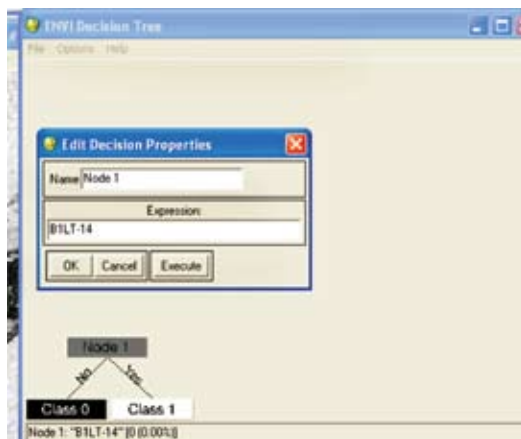 ENVI Decision Tree
File Options Help
Edit Decision Properties
Name Node 1
Expression:
B1LT-14
OK Cancel Execute
Node 1
No Yes
Class 0 Class 1
Node 1: "B1LT-14" [0 (0.00%)]